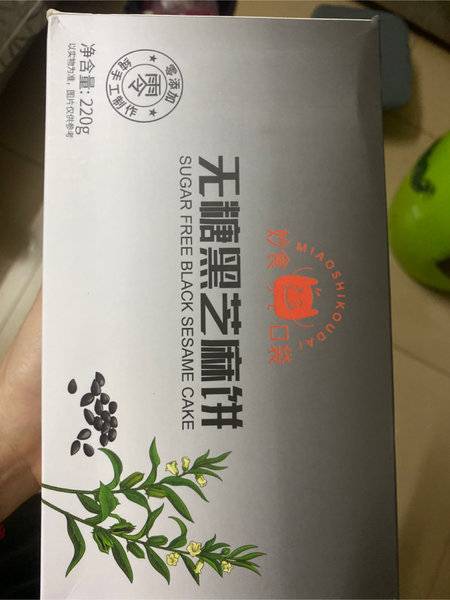 MIAOSHIKOUDAI
妙食口袋
无糖黑芝麻饼
SUGAR FREE BLACK SESAME CAKE
零添加
零
纯手工制作
净含量: 220g
以实物为准，图片仅供参考